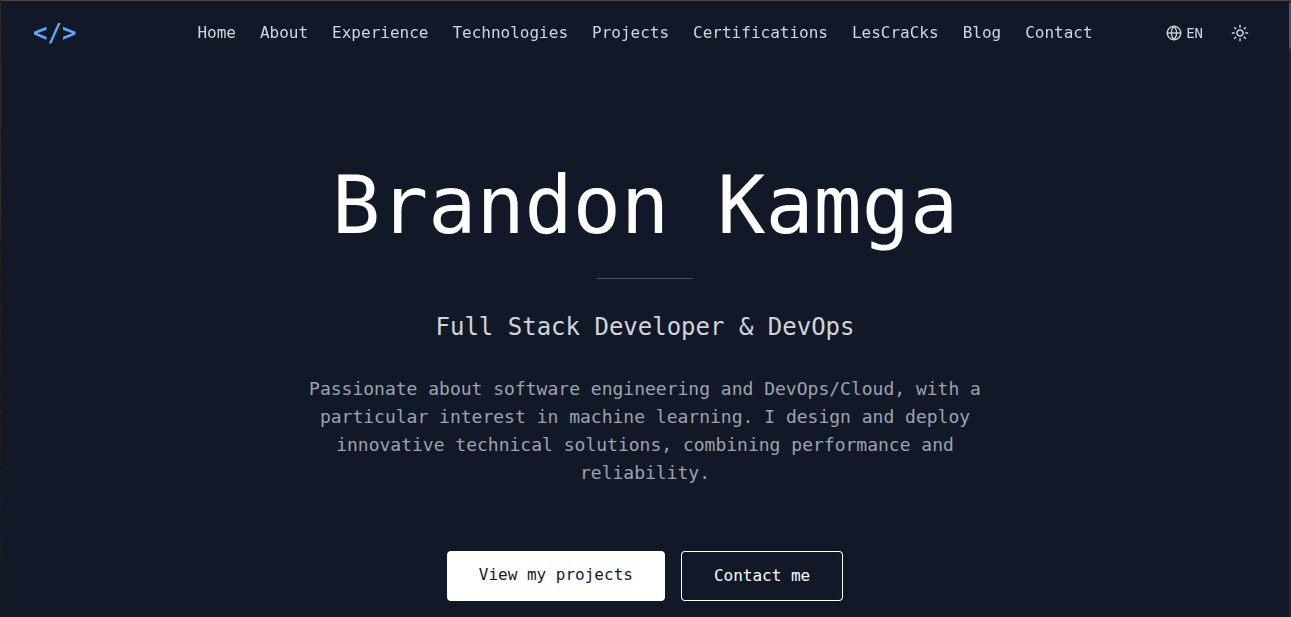 </>
Home About Experience Technologies Projects Certifications LesCraCks Blog Contact EN
Brandon Kamga
Full Stack Developer & DevOps
Passionate about software engineering and DevOps/Cloud, with a
particular interest in machine learning. I design and deploy
innovative technical solutions, combining performance and
reliability.
View my projects Contact me